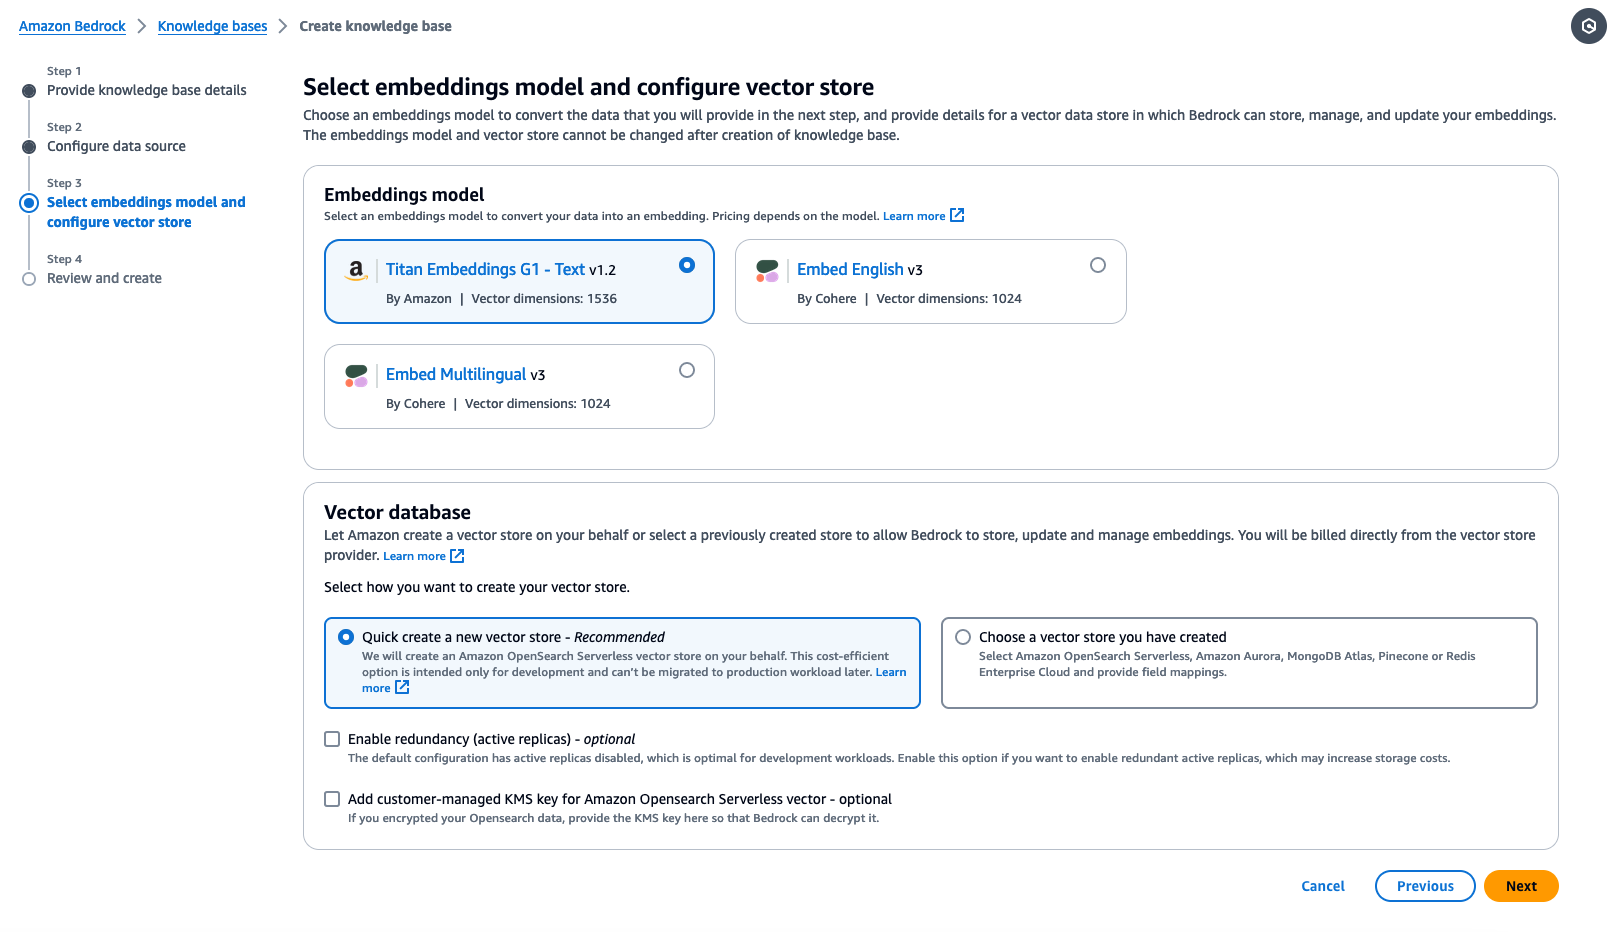 Amazon Bedrock > Knowledge bases > Create knowledge base
Step 1
Provide knowledge base details
Step 2
Configure data source
Step 3
Select embeddings model and
configure vector store
Step 4
Review and create
Select embeddings model and configure vector store
Choose an embeddings model to convert the data that you will provide in the next step, and provide details for a vector data store in which Bedrock can store, manage, and update your embeddings.
The embeddings model and vector store cannot be changed after creation of knowledge base.
Embeddings model
Select an embeddings model to convert your data into an embedding. Pricing depends on the model. Learn more
a
Titan Embeddings G1 - Text v1.2
By Amazon | Vector dimensions: 1536
Embed English v3
By Cohere | Vector dimensions: 1024
Embed Multilingual v3
By Cohere | Vector dimensions: 1024
Vector database
Let Amazon create a vector store on your behalf or select a previously created store to allow Bedrock to store, update and manage embeddings. You will be billed directly from the vector store
provider. Learn more
Select how you want to create your vector store.
Quick create a new vector store - Recommended
We will create an Amazon OpenSearch Serverless vector store on your behalf. This cost-efficient
option is intended only for development and can't be migrated to production workload later. Learn
more
Choose a vector store you have created
Select Amazon OpenSearch Serverless, Amazon Aurora, MongoDB Atlas, Pinecone or Redis
Enterprise Cloud and provide field mappings.
Enable redundancy (active replicas) - optional
The default configuration has active replicas disabled, which is optimal for development workloads. Enable this option if you want to enable redundant active replicas, which may increase storage costs.
Add customer-managed KMS key for Amazon Opensearch Serverless vector - optional
If you encrypted your Opensearch data, provide the KMS key here so that Bedrock can decrypt it.
Cancel
Previous
Next